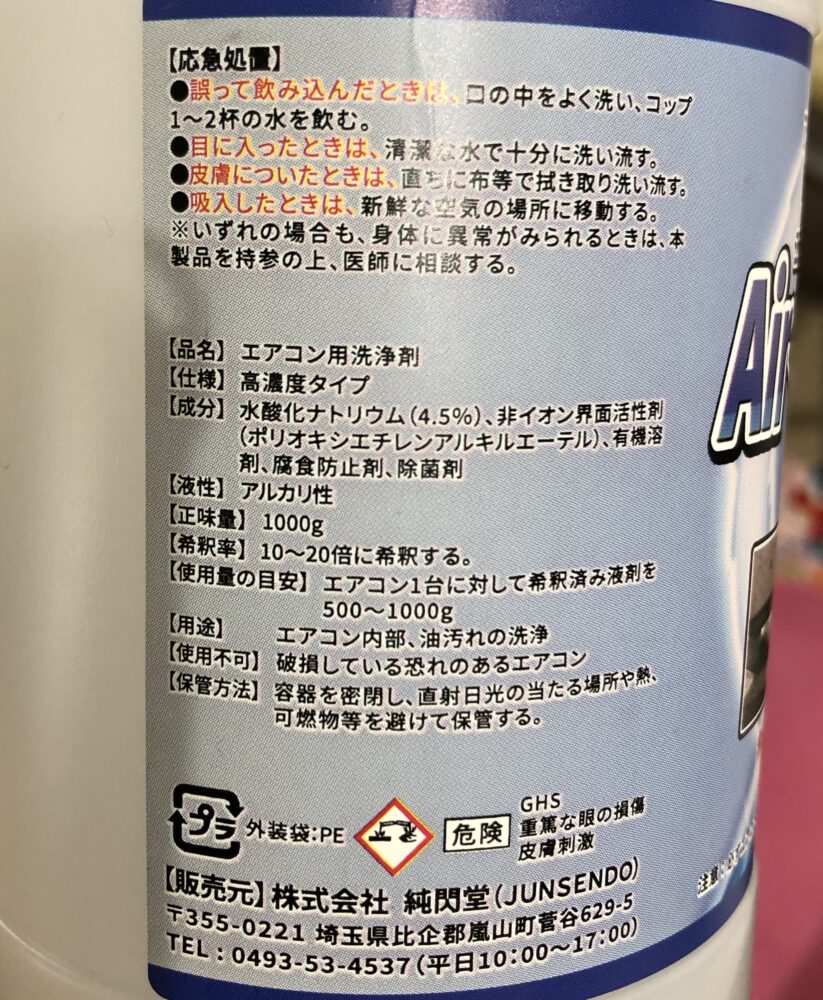 【応急処置】
●誤って飲み込んだときは、口の中をよく洗い、コップ
1～2杯の水を飲む。
●目に入ったときは、清潔な水で十分に洗い流す。
●皮膚についたときは、直ちに布等で拭き取り洗い流す。
●吸入したときは、新鮮な空気の場所に移動する。
※いずれの場合も、身体に異常がみられるときは、本
製品を持参の上、医師に相談する。
【品名】エアコン用洗浄剤
【仕様】高濃度タイプ
【成分】水酸化ナトリウム（4.5%）、非イオン界面活性剤
（ポリオキシエチレンアルキルエーテル）、有機溶
剤、腐食防止剤、除菌剤
【液性】アルカリ性
【正味量】1000g
【希釈率】10～20倍に希釈する。
【使用量の目安】エアコン1台に対して希釈済み液剤を
500～1000g
【用途】 エアコン内部、油汚れの洗浄
【使用不可】破損している恐れのあるエアコン
【保管方法】容器を密閉し、直射日光の当たる場所や熱、
可燃物等を避けて保管する。
プラ 外装袋：PE 危険 GHS
重篤な眼の損傷
皮膚刺激
【販売元】株式会社 純閃堂（JUNSENDO）
〒355-0221 埼玉県比企郡嵐山町菅谷629-5
TEL：0493-53-4537（平日10:00～17:00）
Air